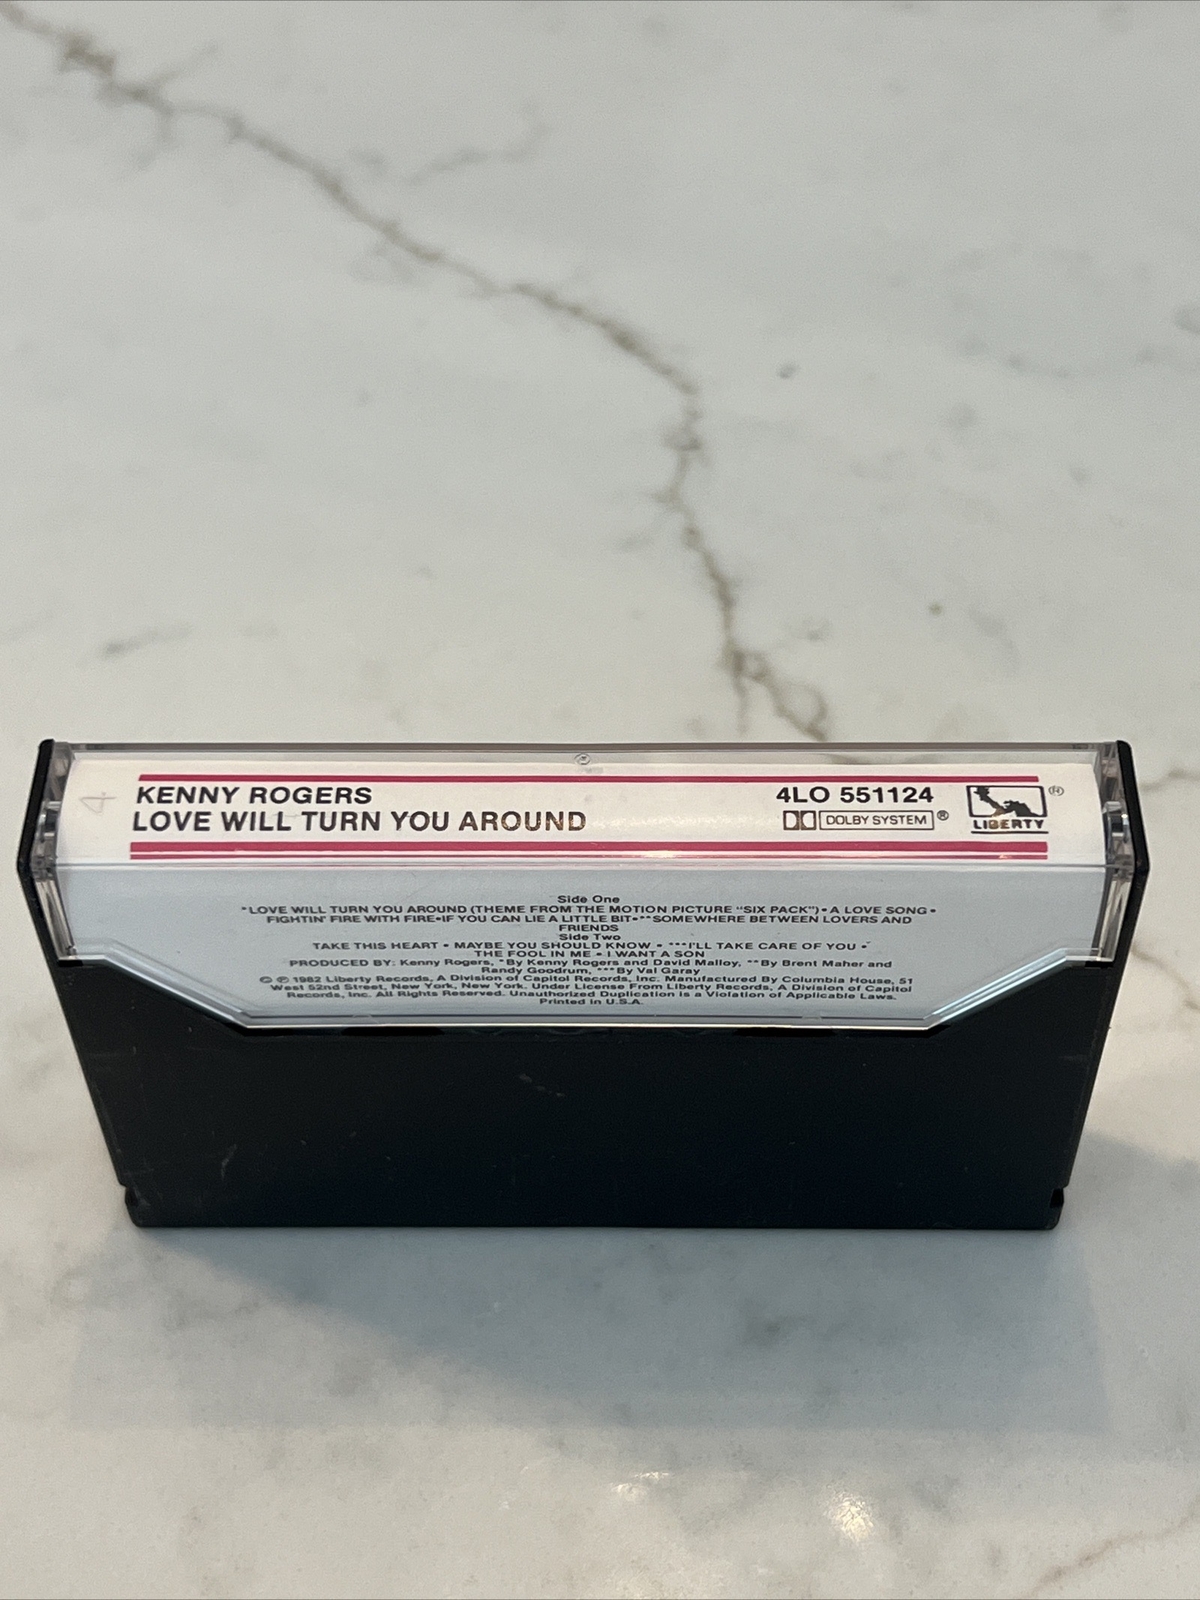 4
KENNY ROGERS
LOVE WILL TURN YOU AROUND
4LO 551124
DOLBY SYSTEM®
LIBERTY ®
Side One
*LOVE WILL TURN YOU AROUND (THEME FROM THE MOTION PICTURE "SIX PACK") • A LOVE SONG •
FIGHTIN' FIRE WITH FIRE•IF YOU CAN LIE A LITTLE BIT•**SOMEWHERE BETWEEN LOVERS AND
FRIENDS
Side Two
TAKE THIS HEART • MAYBE YOU SHOULD KNOW • ***I'LL TAKE CARE OF YOU •
THE FOOL IN ME • I WANT A SON
PRODUCED BY: Kenny Rogers, *By Kenny Rogers and David Malloy, **By Brent Maher and
Randy Goodrum, ***By Val Garay
© ℗ 1982 Liberty Records, A Division of Capitol Records, Inc. Manufactured By Columbia House, 51
West 52nd Street, New York, New York. Under License From Liberty Records, A Division of Capitol
Records, Inc. All Rights Reserved. Unauthorized Duplication is a Violation of Applicable Laws.
Printed in U.S.A.